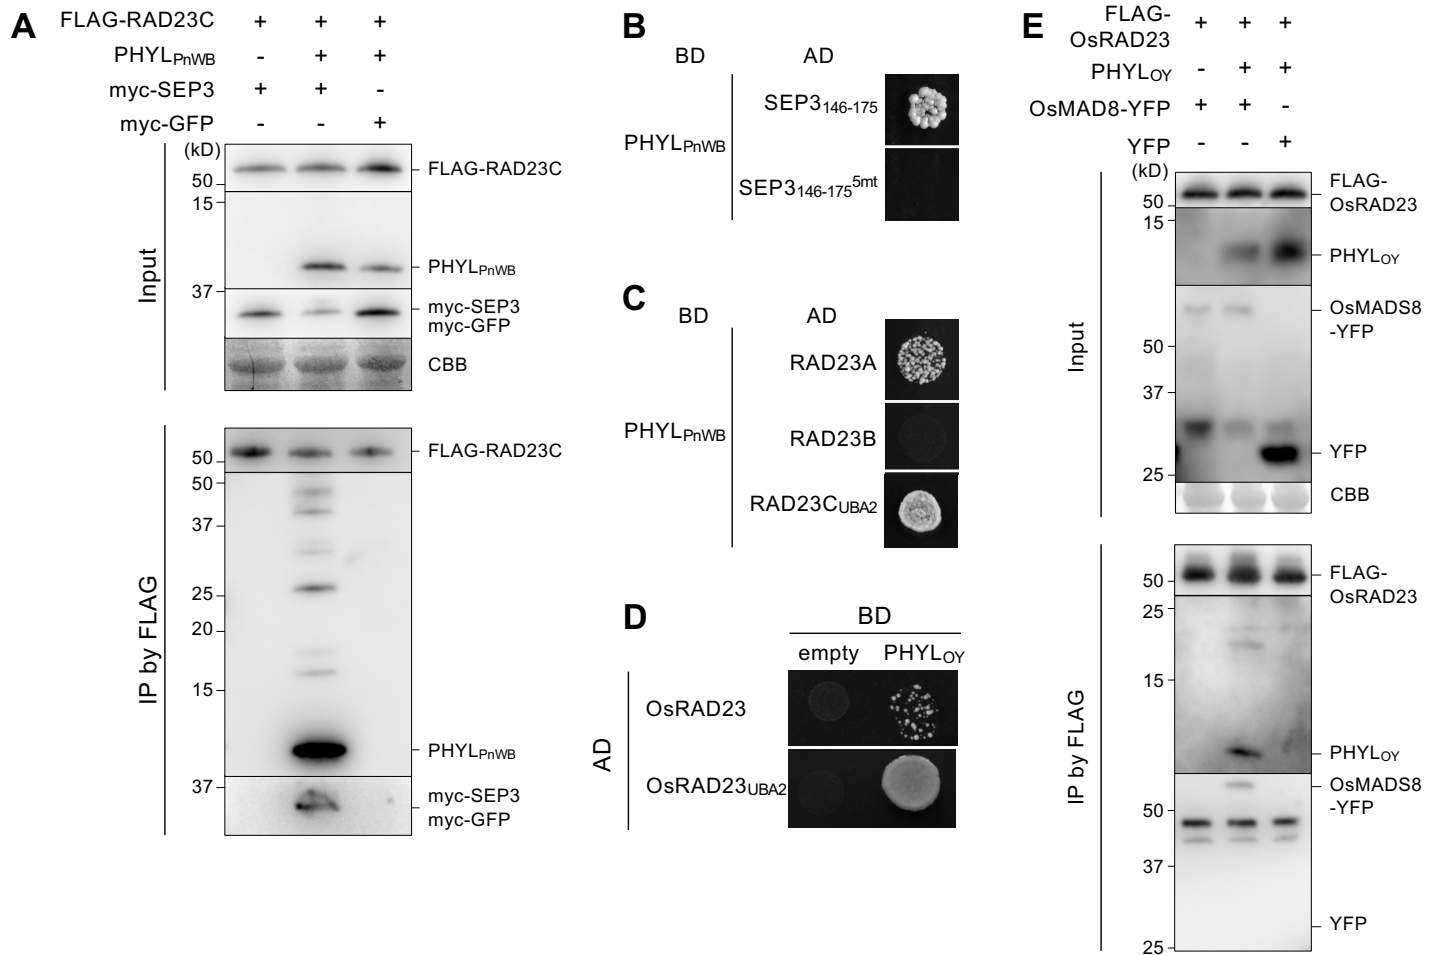 A
FLAG-RAD23C + + +
PHYLPnWB - + +
myc-SEP3 + + -
myc-GFP - - +
(kD)
50
FLAG-RAD23C
15
PHYLPnWB
37
myc-SEP3
myc-GFP
CBB
Input
50
FLAG-RAD23C
50
37
25
20
15
PHYLPnWB
37
myc-SEP3
myc-GFP
IP by FLAG
B
BD AD
PHYLPnWB
SEP3146-175
SEP3146-1755mt
C
BD AD
PHYLPnWB
RAD23A
RAD23B
RAD23CUBA2
D
BD
empty PHYLOY
AD
OsRAD23
OsRAD23UBA2
E
FLAG-
OsRAD23 + + +
PHYLOY - + +
OsMAD8-YFP + + -
YFP - - +
(kD)
50
FLAG-
OsRAD23
15
PHYLOY
OsMADS8
-YFP
50
37
YFP
25
CBB
Input
50
FLAG-
OsRAD23
25
15
PHYLOY
OsMADS8
-YFP
50
37
YFP
25
IP by FLAG